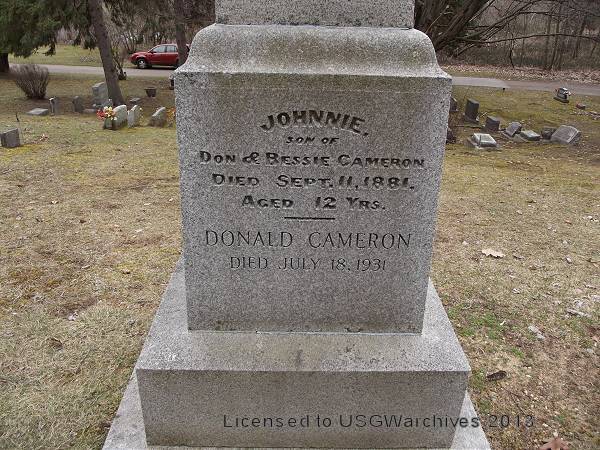 JOHNNIE,
SON OF
DON & BESSIE CAMERON
DIED SEPT. 11, 1881.
AGED 12 YRS.
DONALD CAMERON
DIED JULY 18, 1931
Licensed to USGWarchives 2013